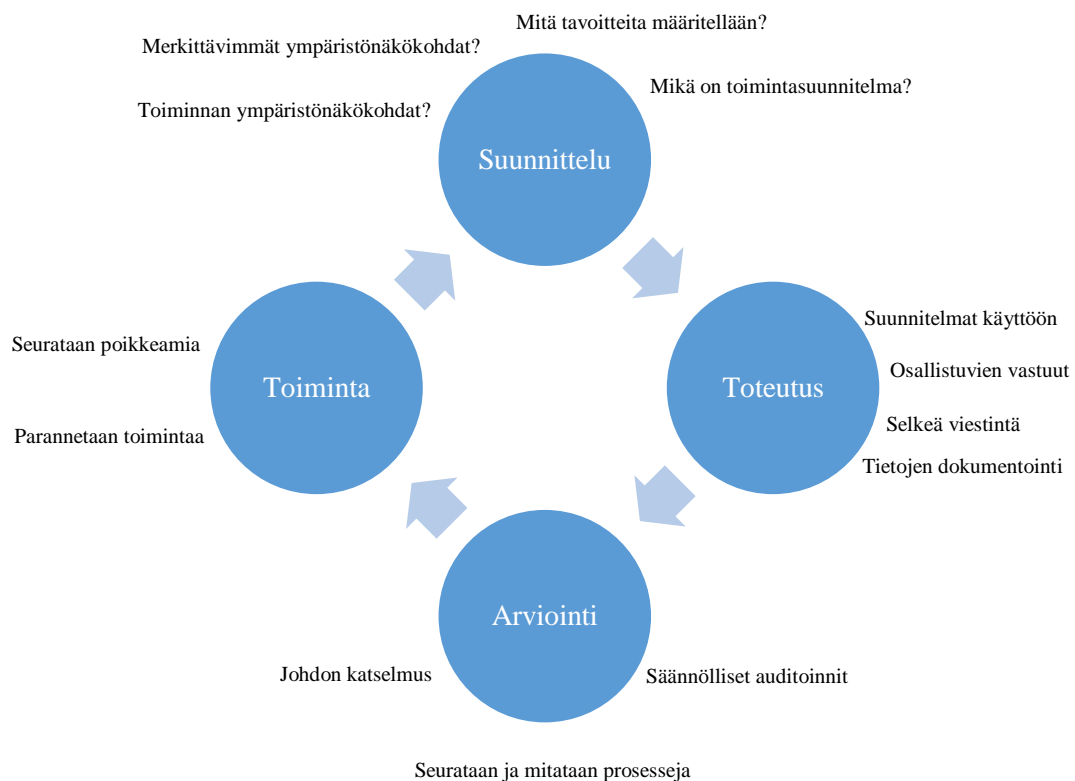 Mitä tavoitteita määritellään?
Merkittävimmät ympäristönäkökohdat?
Mikä on toimintasuunnitelma?
Toiminnan ympäristönäkökohdat?
Suunnittelu
Suunnitelmat käyttöön
Seurataan poikkeamia
Osallistuvien vastuut
Toiminta
Toteutus
Selkeä viestintä
Parannetaan toimintaa
Tietojen dokumentointi
Arviointi
Johdon katselmus
Säännölliset auditoinnit
Seurataan ja mitataan prosesseja